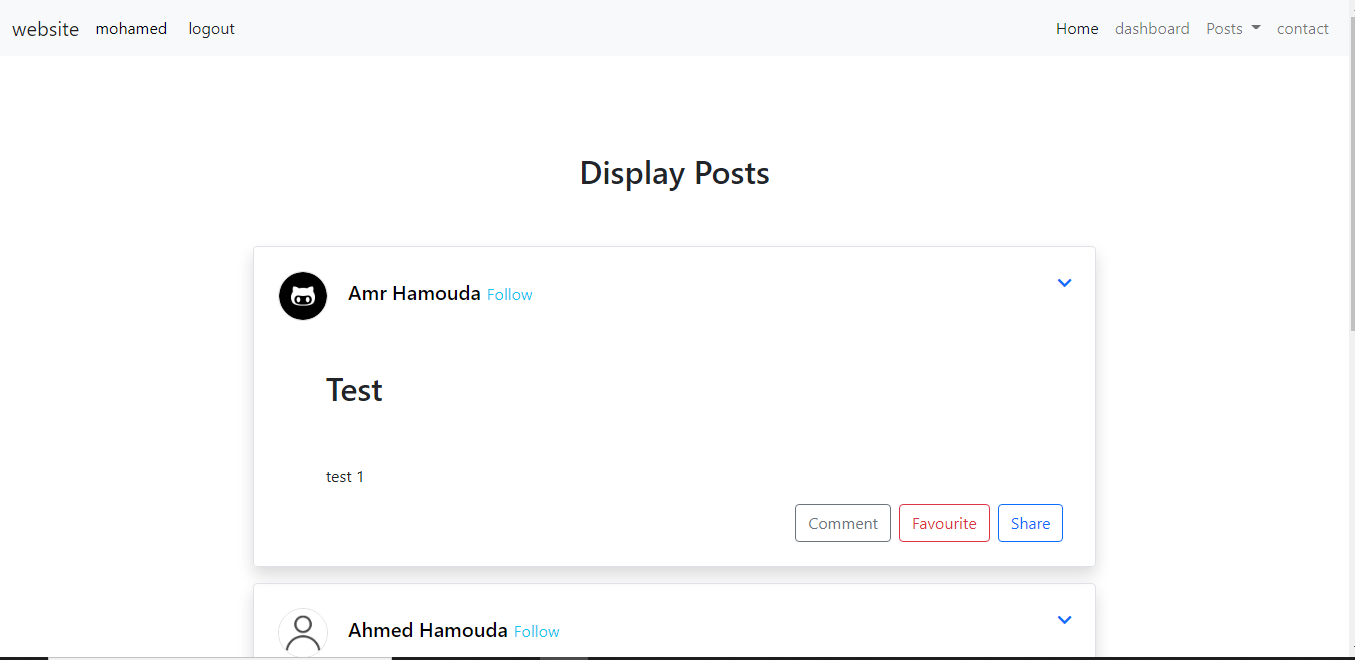 website mohamed logout Home dashboard Posts contact
Display Posts
Amr Hamouda Follow
Test
test 1
Comment Favourite Share
Ahmed Hamouda Follow